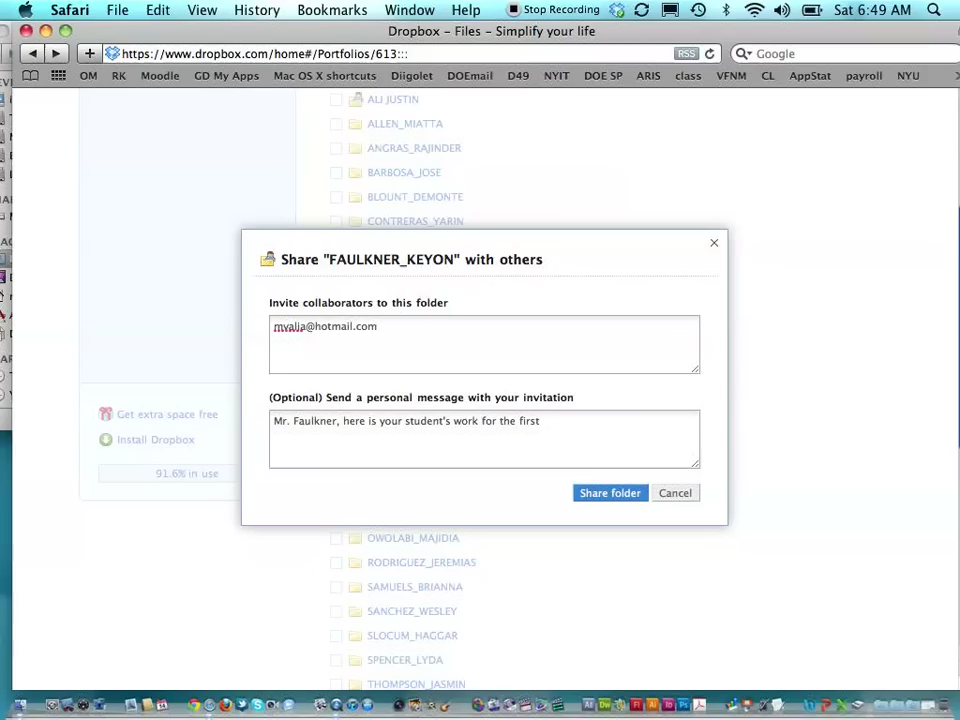 Safari File Edit View History Bookmarks Window Help Stop Recording Sat 6:49 AM
Dropbox – Files – Simplify your life
https://www.dropbox.com/home#/Portfolios/613::: RSS Google
OM RK Moodle GD My Apps Mac OS X shortcuts Diigolet DOEmail D49 NYIT DOE SP ARIS class VFNM CL AppStat payroll NYU
ALI JUSTIN
ALLEN_MIATTA
ANGRAS_RAJINDER
BARBOSA_JOSE
BLOUNT_DEMONTE
CONTRERAS_YARIN
Share "FAULKNER_KEYON" with others
Invite collaborators to this folder
mvalia@hotmail.com
(Optional) Send a personal message with your invitation
Mr. Faulkner, here is your student's work for the first
Share folder Cancel
Get extra space free
Install Dropbox
91.6% in use
OWOLABI_MAJIDIA
RODRIGUEZ_JEREMIAS
SAMUELS_BRIANNA
SANCHEZ_WESLEY
SLOCUM_HAGGAR
SPENCER_LYDA
THOMPSON_JASMIN